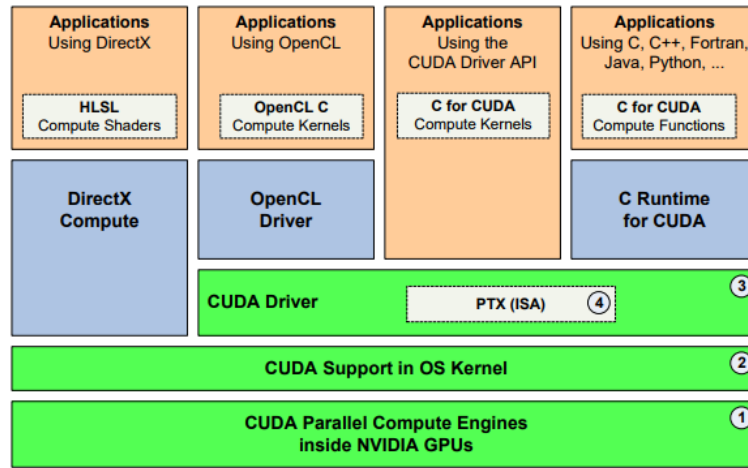 Applications
Using DirectX
HLSL
Compute Shaders
Applications
Using OpenCL
OpenCL C
Compute Kernels
Applications
Using the
CUDA Driver API
C for CUDA
Compute Kernels
Applications
Using C, C++, Fortran,
Java, Python, ...
C for CUDA
Compute Functions
DirectX
Compute
OpenCL
Driver
C Runtime
for CUDA
CUDA Driver
PTX (ISA)
4
3
CUDA Support in OS Kernel
2
CUDA Parallel Compute Engines
inside NVIDIA GPUs
1